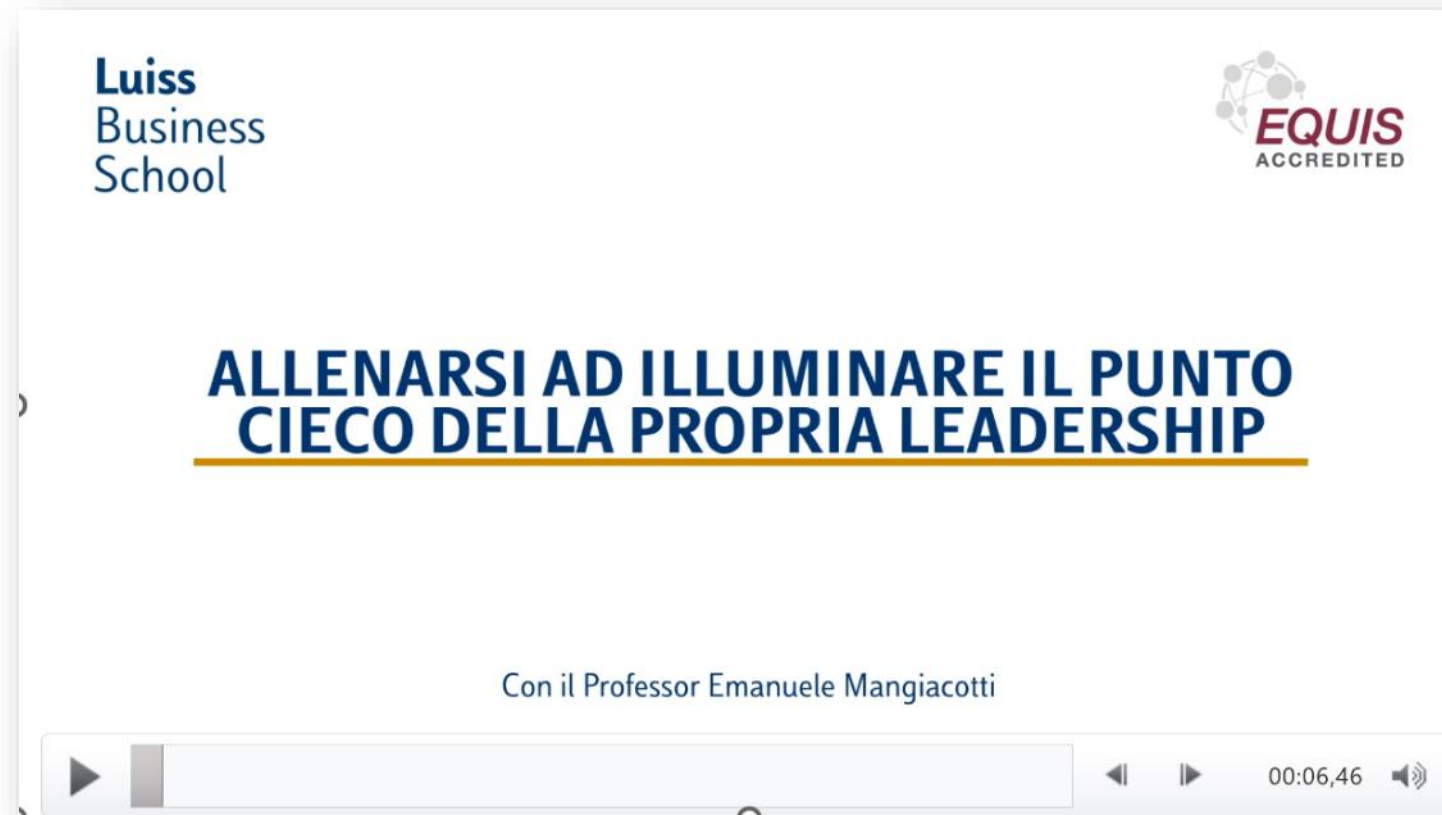 Luiss
Business
School
EQUIS
ACCREDITED
ALLENARSI AD ILLUMINARE IL PUNTO
CIECO DELLA PROPRIA LEADERSHIP
Con il Professor Emanuele Mangiacotti
00:06,46